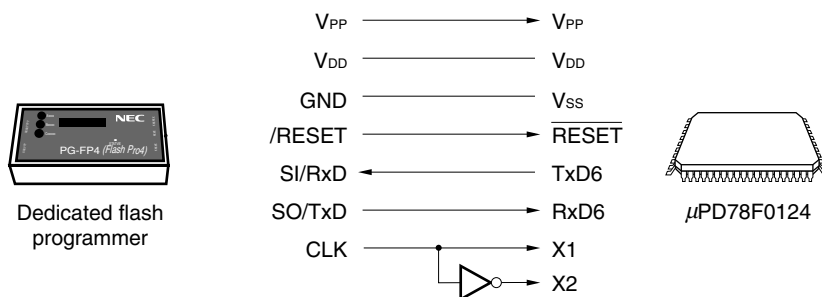 VPP VPP
VDD VDD
GND VSS
/RESET RESET
SI/RxD TxD6
SO/TxD RxD6
CLK X1
X2
NEC
PG-FP4 (Flash Pro4)
Dedicated flash
programmer
μPD78F0124